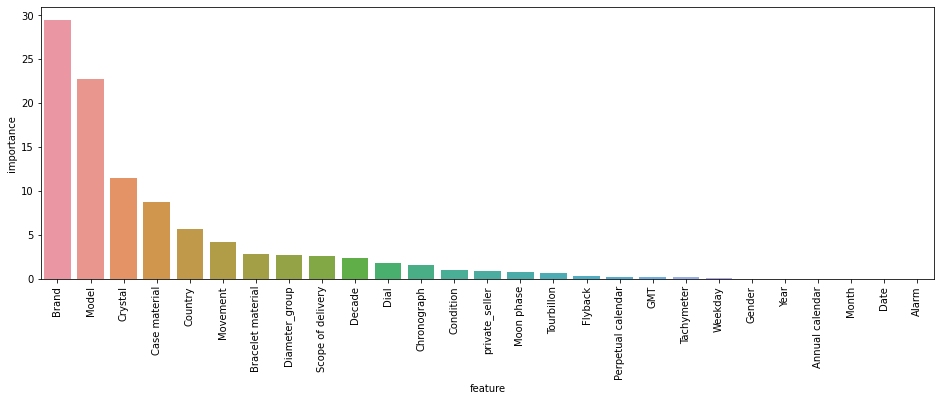 importance
30
25
20
15
10
5
0
Brand
Model
Crystal
Case material
Country
Movement
Bracelet material
Diameter_group
Scope of delivery
Decade
Dial
Chronograph
Condition
private_seller
Moon phase
Tourbillon
Flyback
Perpetual calendar
GMT
Tachymeter
Weekday
Gender
Year
Annual calendar
Month
Date
Alarm
feature